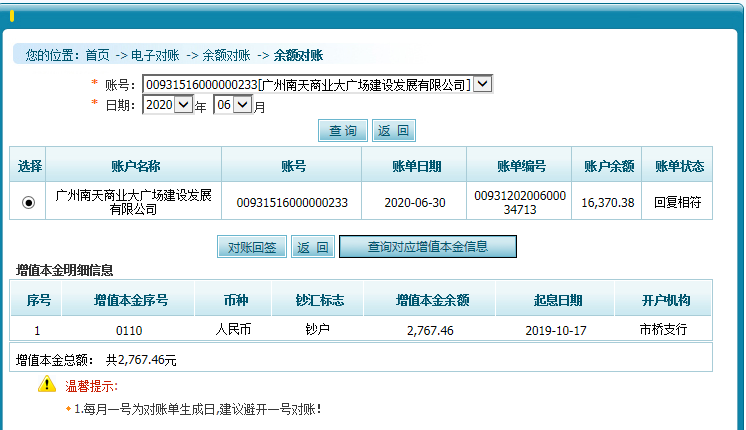 您的位置：首页 -> 电子对账 -> 余额对账 -> 余额对账
* 账号： 00931516000000233[广州南天商业大广场建设发展有限公司]
* 日期： 2020 年 06 月
查 询 返 回
选择 账户名称 账号 账单日期 账单编号 账户余额 账单状态
广州南天商业大广场建设发展有限公司 00931516000000233 2020-06-30 0093120200600034713 16,370.38 回复相符
对账回签 返 回 查询对应增值本金信息
增值本金明细信息
序号 增值本金序号 币种 钞汇标志 增值本金余额 起息日期 开户机构
1 0110 人民币 钞户 2,767.46 2019-10-17 市桥支行
增值本金总额： 共2,767.46元
温馨提示:
1.每月一号为对账单生成日,建议避开一号对账！